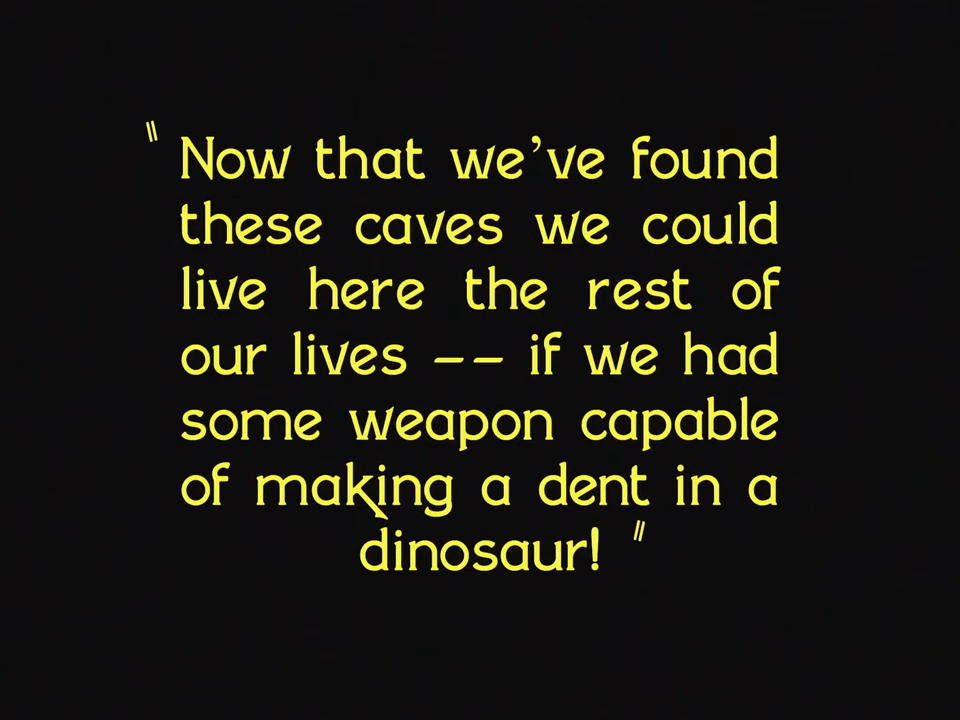 "Now that we've found
these caves we could
live here the rest of
our lives -- if we had
some weapon capable
of making a dent in a
dinosaur!"